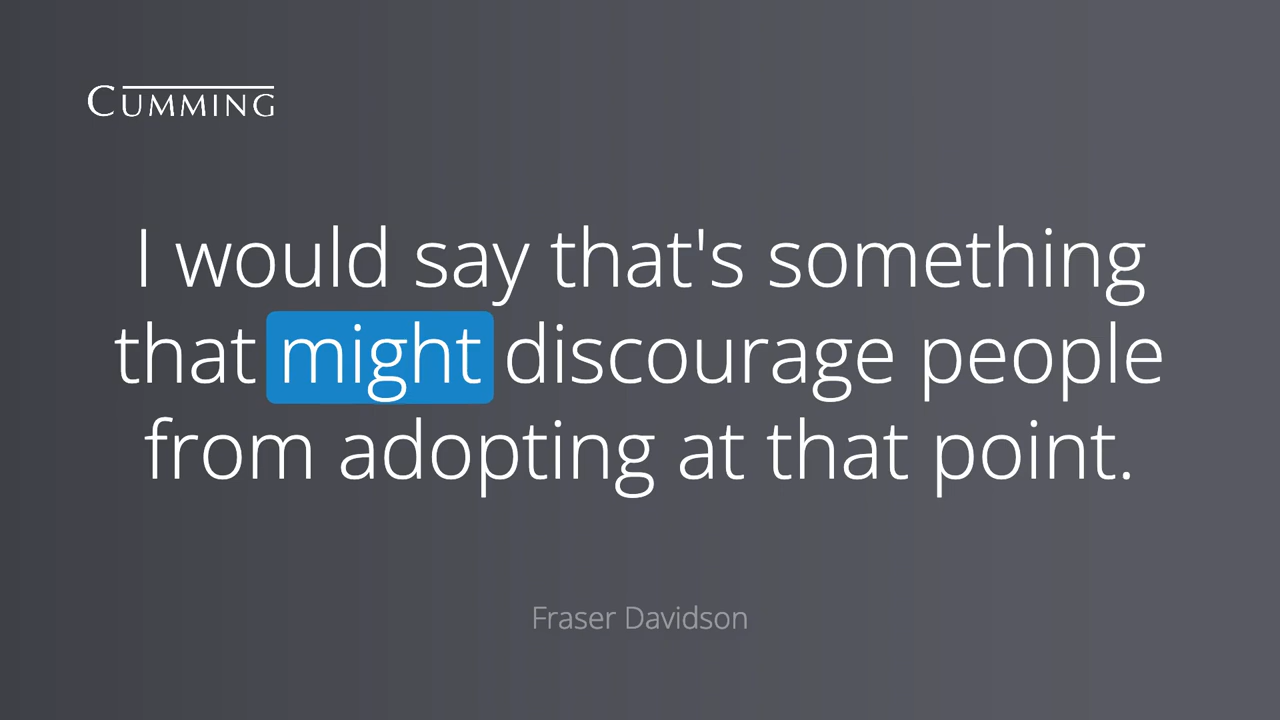 CUMMING
I would say that's something
that might discourage people
from adopting at that point.
Fraser Davidson